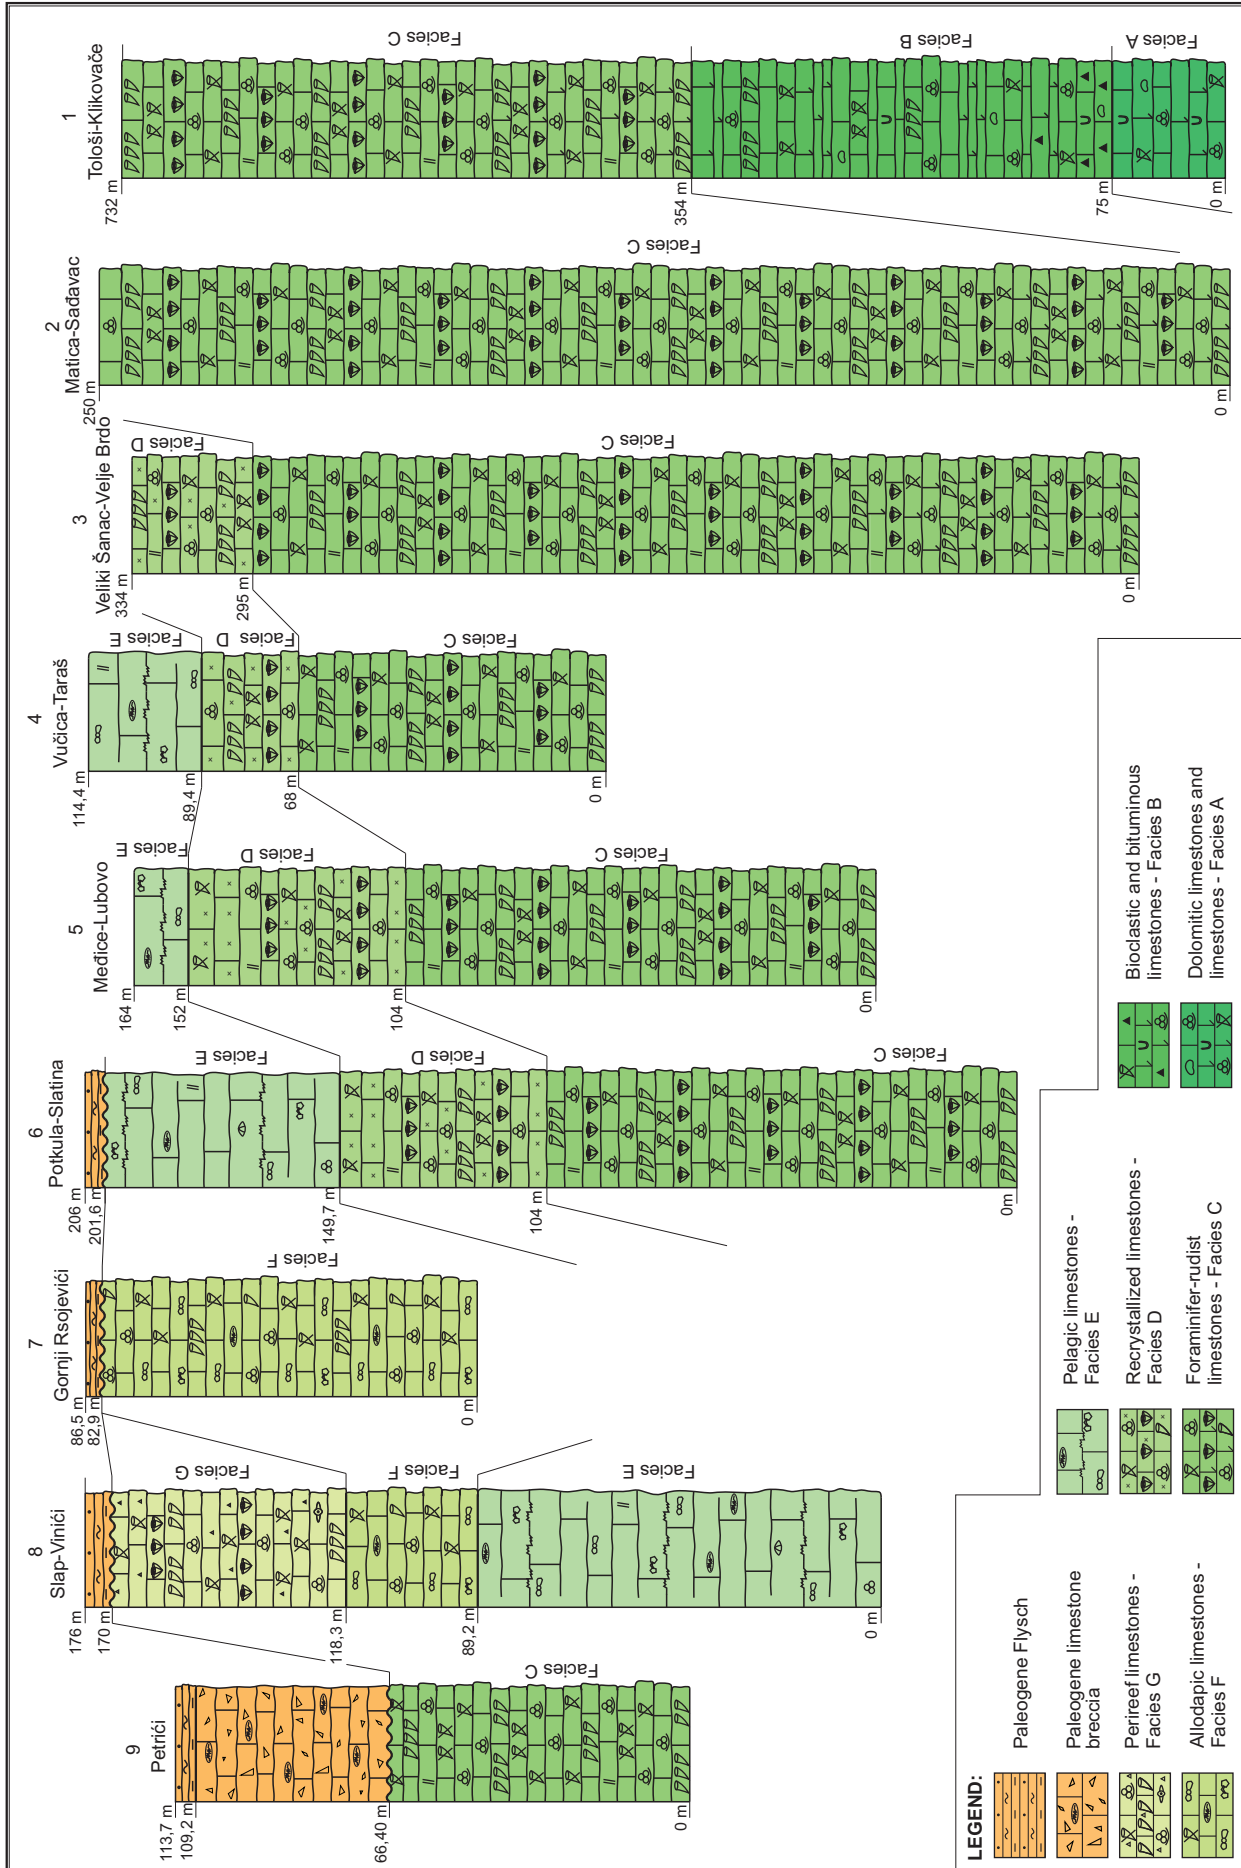 1
Tološi-Klikovače
732 m
354 m
75 m
0 m
Facies C
Facies B
Facies A
2
Matica-Sađavac
250 m
0 m
Facies C
3
Veliki Šanac-Velje Brdo
334 m
295 m
0 m
Facies D
Facies C
4
Vučica-Taraš
114,4 m
89,4 m
68 m
0 m
Facies E
Facies D
Facies C
5
Međice-Lubovo
164 m
152 m
104 m
0m
Facies E
Facies D
Facies C
6
Potkula-Slatina
206 m
201,6 m
149,7 m
104 m
0m
Facies E
Facies D
Facies C
7
Gornji Rsojevići
86,5 m
82,9 m
0 m
Facies F
8
Slap-Vinići
176 m
170 m
118,3 m
89,2 m
0 m
Facies G
Facies F
Facies E
9
Petrići
113,7 m
109,2 m
66,40 m
0 m
Facies C
LEGEND:
Paleogene Flysch
Paleogene limestone
breccia
Perireef limestones -
Facies G
Allodapic limestones -
Facies F
Pelagic limestones -
Facies E
Recrystallized limestones -
Facies D
Foraminifer-rudist
limestones - Facies C
Bioclastic and bituminous
limestones - Facies B
Dolomitic limestones and
limestones - Facies A